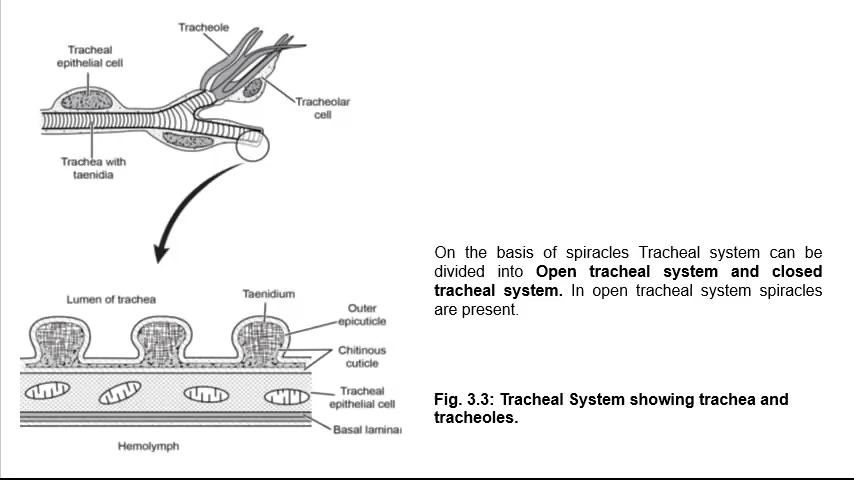 Tracheole
Tracheal
epithelial cell
Tracheolar
cell
Trachea with
taenidia
On the basis of spiracles Tracheal system can be
divided into Open tracheal system and closed
tracheal system. In open tracheal system spiracles
are present.
Lumen of trachea
Taenidium
Outer
epicuticle
Chitinous
cuticle
Tracheal
epithelial cell
Basal laminar
Hemolymph
Fig. 3.3: Tracheal System showing trachea and
tracheoles.